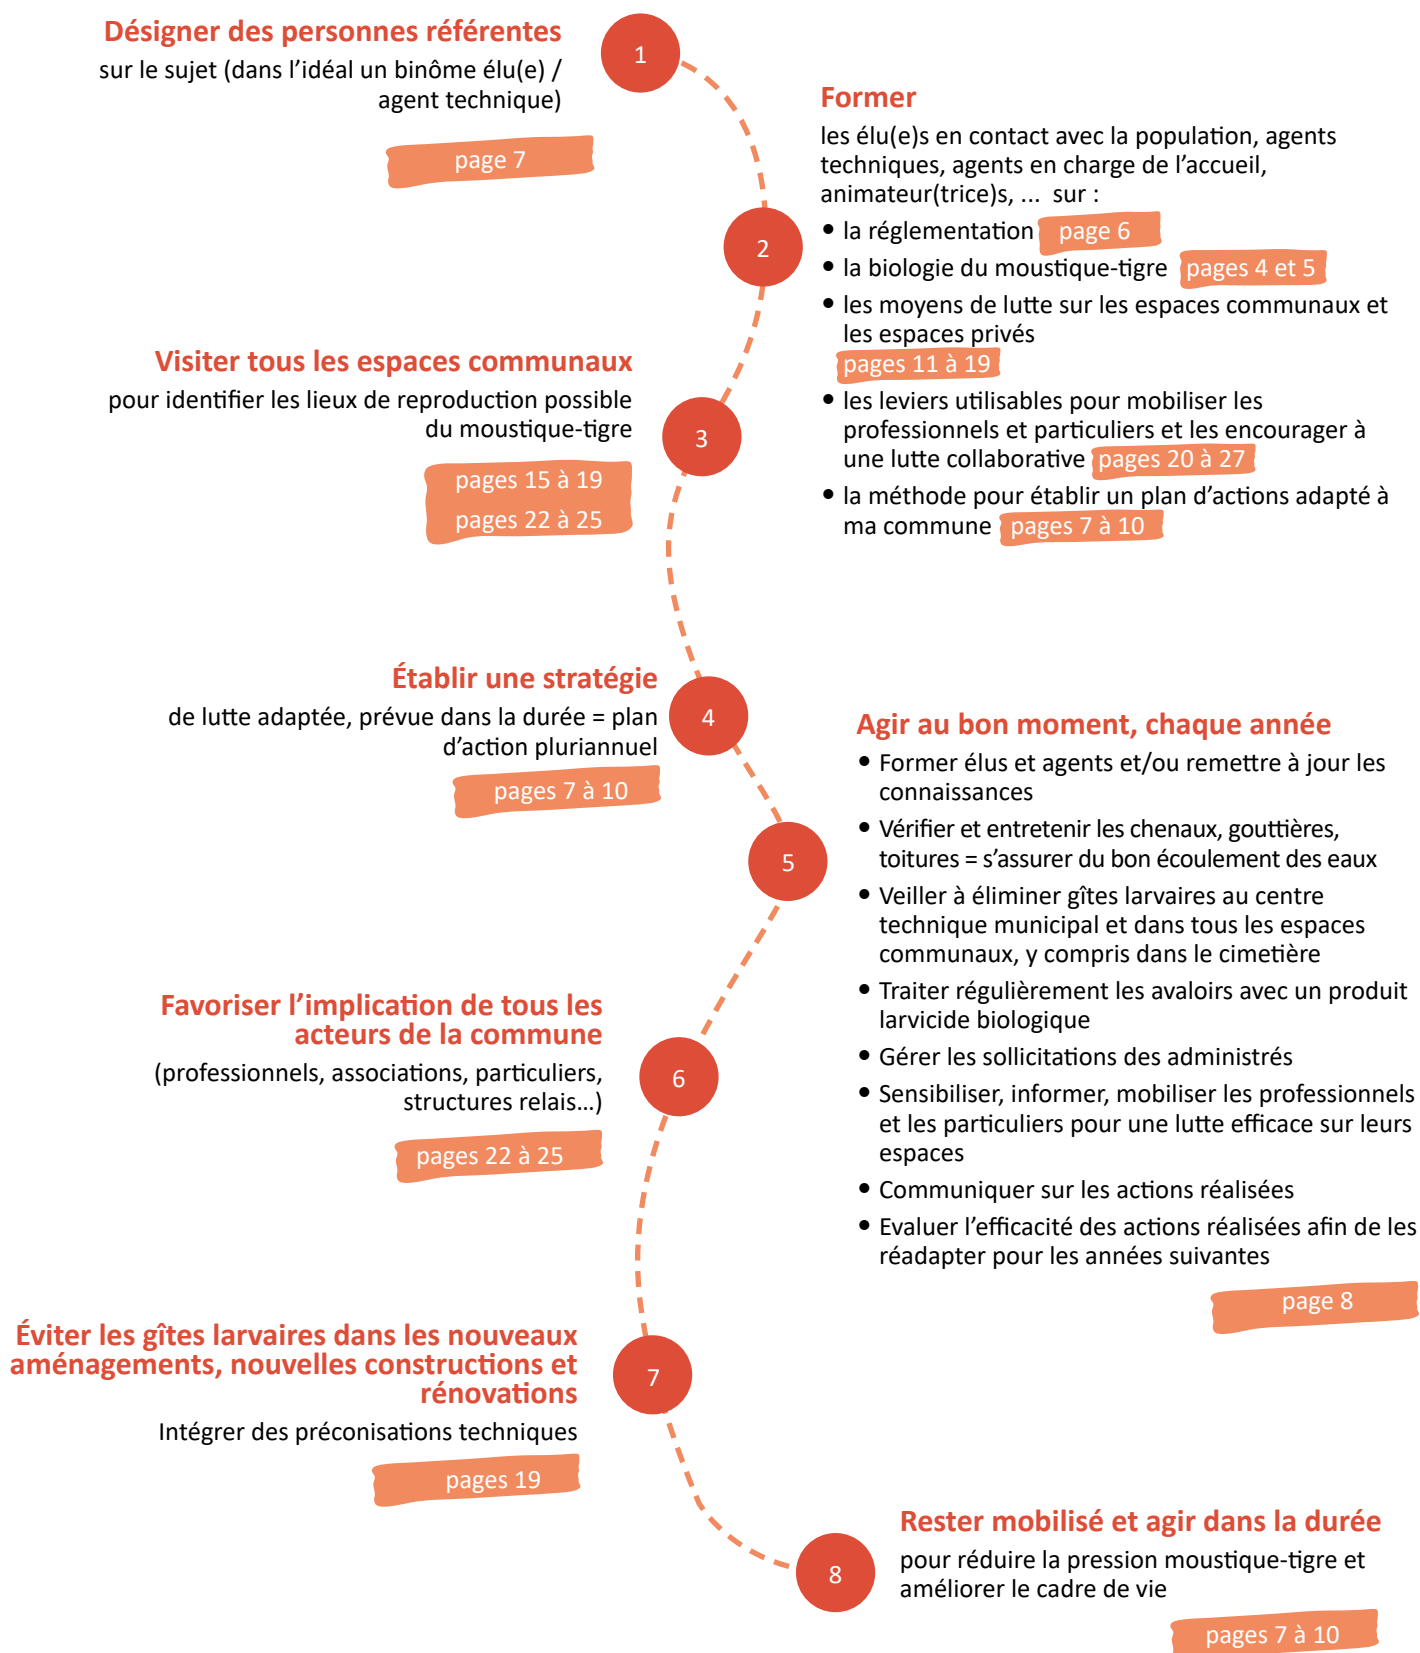 Désigner des personnes référentes
sur le sujet (dans l'idéal un binôme élu(e) /
agent technique)
page 7
1
Former
les élu(e)s en contact avec la population, agents
techniques, agents en charge de l'accueil,
animateur(trice)s, ... sur :
• la réglementation page 6
• la biologie du moustique-tigre pages 4 et 5
• les moyens de lutte sur les espaces communaux et
les espaces privés
pages 11 à 19
• les leviers utilisables pour mobiliser les
professionnels et particuliers et les encourager à
une lutte collaborative pages 20 à 27
• la méthode pour établir un plan d'actions adapté à
ma commune pages 7 à 10
2
Visiter tous les espaces communaux
pour identifier les lieux de reproduction possible
du moustique-tigre
pages 15 à 19
pages 22 à 25
3
Établir une stratégie
de lutte adaptée, prévue dans la durée = plan
d'action pluriannuel
pages 7 à 10
4
Agir au bon moment, chaque année
• Former élus et agents et/ou remettre à jour les
connaissances
• Vérifier et entretenir les chenaux, gouttières,
toitures = s'assurer du bon écoulement des eaux
• Veiller à éliminer gîtes larvaires au centre
technique municipal et dans tous les espaces
communaux, y compris dans le cimetière
• Traiter régulièrement les avaloirs avec un produit
larvicide biologique
• Gérer les sollicitations des administrés
• Sensibiliser, informer, mobiliser les professionnels
et les particuliers pour une lutte efficace sur leurs
espaces
• Communiquer sur les actions réalisées
• Evaluer l'efficacité des actions réalisées afin de les
réadapter pour les années suivantes
page 8
5
Favoriser l'implication de tous les
acteurs de la commune
(professionnels, associations, particuliers,
structures relais...)
pages 22 à 25
6
Éviter les gîtes larvaires dans les nouveaux
aménagements, nouvelles constructions et
rénovations
Intégrer des préconisations techniques
pages 19
7
Rester mobilisé et agir dans la durée
pour réduire la pression moustique-tigre et
améliorer le cadre de vie
pages 7 à 10
8